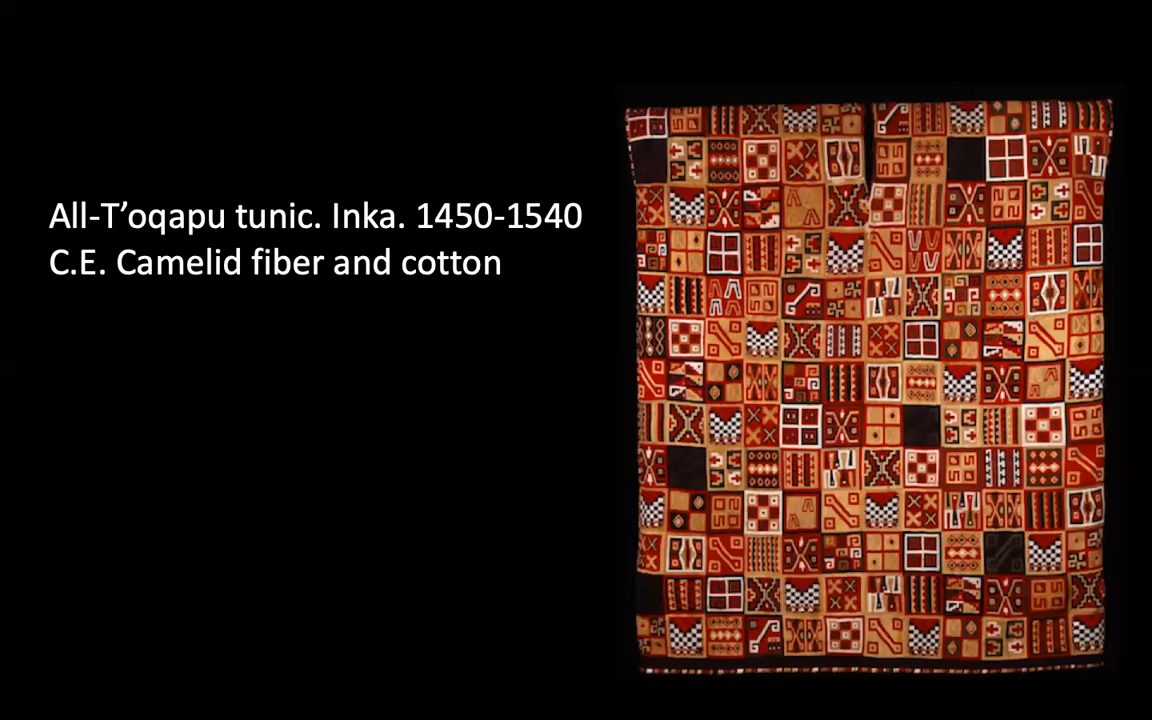 All-T’oqapu tunic. Inka. 1450-1540
C.E. Camelid fiber and cotton